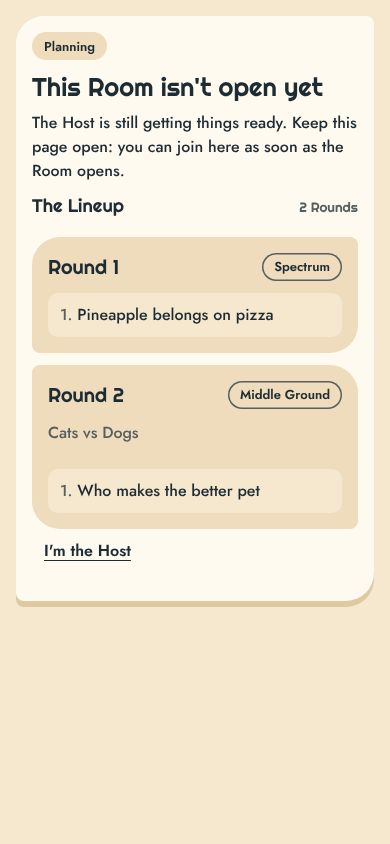 Planning
This Room isn't open yet
The Host is still getting things ready. Keep this
page open: you can join here as soon as the
Room opens.
The Lineup
2 Rounds
Round 1
Spectrum
1. Pineapple belongs on pizza
Round 2
Middle Ground
Cats vs Dogs
1. Who makes the better pet
I'm the Host